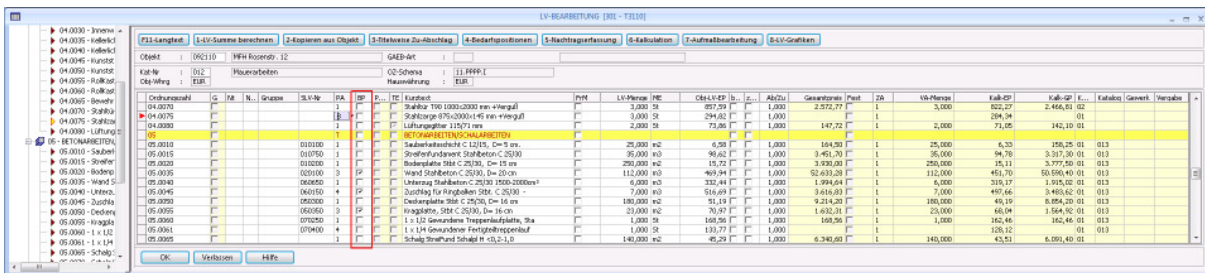 LV-BEARBEITUNG [301 - T3110]
F11-Langtext 1-LV-Summe berechnen 2-Kopieren aus Objekt 3-Titelweise Zu-Abschlag 4-Bedarfspositionen 5-Nachtragserfassung 6-Kalkulation 7-Aufmaßbearbeitung 8-LV-Grafiken
Objekt : 092110 MFH Rosenstr. 12 GAEB-Art :
Kat-Nr : 012 Mauerarbeiten OZ-Schema : 11.PPPP.I
Obj-Whrg : EUR Hauswährung : EUR
04.0030 - Innenw
04.0035 - Kellerlicl
04.0040 - Kellerlicl
04.0045 - Kunstst
04.0050 - Kunstst
04.0055 - Rollkast
04.0060 - Rollkast
04.0065 - Bewehr
04.0070 - Stahltür
04.0075 - Stahlzar
04.0080 - Lüftung
05 - BETONARBEITEN,
05.0010 - Sauberl
05.0015 - Streifer
05.0020 - Bodenp
05.0035 - Wand S
05.0040 - Unterzu
05.0045 - Zuschla
05.0050 - Decken
05.0055 - Kragpla
05.0060 - 1 x 1/2
05.0061 - 1 x 1/4
05.0065 - Schalg
Ordnungszahl G Nt N... Gruppe SLV-Nr PA BP P... TE Kurztext PrM LV-Menge ME Obj-LV-EP b... z... Ab/Zu Gesamtpreis Fest ZA VA-Menge Kalk-EP Kalk-GP K... Katalog Gewerk Vergabe
04.0070 1 Stahltür T90 1000x2000 mm +Verguß 3,000 St 857,59 1,000 2.572,77 1 3,000 822,27 2.466,81 02
04.0075 B Stahlzarge 875x2000x145 mm +Verguß 3,000 St 294,82 1,000 1 284,34 01
04.0080 1 Lüftungsgitter 115/71 mm 2,000 St 73,86 1,000 147,72 1 2,000 71,05 142,10 01
05 T BETONARBEITEN/SCHALARBEITEN
05.0010 010100 1 Sauberkeitsschicht C 12/15, D= 5 cm. 25,000 m2 6,58 1,000 164,50 1 25,000 6,33 158,25 01 013
05.0015 010750 1 Streifenfundament Stahlbeton C 25/30 35,000 m3 98,62 1,000 3.451,70 1 35,000 94,78 3.317,30 01 013
05.0020 010200 1 Bodenplatte Stbt C 25/30, D= 15 cm 250,000 m2 15,72 1,000 3.930,00 1 250,000 15,11 3.777,50 01 013
05.0035 020100 3 Wand Stahlbeton C 25/30, D= 20 cm 112,000 m3 469,94 1,000 52.633,28 1 112,000 451,70 50.590,40 01 013
05.0040 060650 1 Unterzug Stahlbeton C 25/30 1500-2000cm² 6,000 m3 332,44 1,000 1.994,64 1 6,000 319,17 1.915,02 01 013
05.0045 060150 4 Zuschlag für Ringbalken Stbt. C 25/30 - 7,000 m3 516,69 1,000 3.616,83 1 7,000 497,66 3.483,62 01 013
05.0050 050300 1 Deckenplatte Stbt C 25/30, D= 16 cm 180,000 m2 51,19 1,000 9.214,20 1 180,000 49,19 8.854,20 01 013
05.0055 050350 3 Kragplatte, Stbt C 25/30, D= 16 cm 23,000 m2 70,97 1,000 1.632,31 1 23,000 68,04 1.564,92 01 013
05.0060 070250 1 1 x 1/2 Gewundene Treppenlaufplatte, Sta 1,000 St 168,56 1,000 168,56 1 1,000 162,46 162,46 01 013
05.0061 070400 4 1 x 1/4 Gewundener Fertigteiltreppenlauf 1,000 St 133,77 1,000 1 128,12 01 013
05.0065 1 Schalg StreiFund Schalpl H <0,2-1,0 140,000 m2 45,29 1,000 6.340,60 1 140,000 43,51 6.091,40 01
OK Verlassen Hilfe